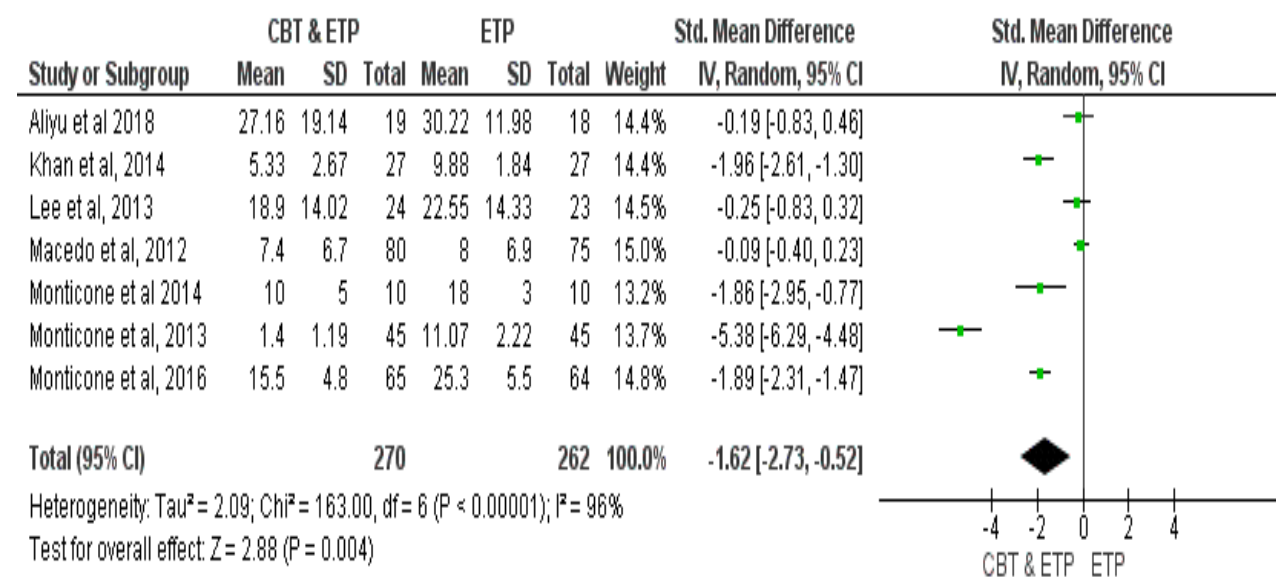 CBT & ETP ETP Std. Mean Difference Std. Mean Difference
Study or Subgroup Mean SD Total Mean SD Total Weight IV, Random, 95% CI IV, Random, 95% CI
Aliyu et al 2018 27.16 19.14 19 30.22 11.98 18 14.4% -0.19 [-0.83, 0.46]
Khan et al, 2014 5.33 2.67 27 9.88 1.84 27 14.4% -1.96 [-2.61, -1.30]
Lee et al, 2013 18.9 14.02 24 22.55 14.33 23 14.5% -0.25 [-0.83, 0.32]
Macedo et al, 2012 7.4 6.7 80 8 6.9 75 15.0% -0.09 [-0.40, 0.23]
Monticone et al 2014 10 5 10 18 3 10 13.2% -1.86 [-2.95, -0.77]
Monticone et al, 2013 1.4 1.19 45 11.07 2.22 45 13.7% -5.38 [-6.29, -4.48]
Monticone et al, 2016 15.5 4.8 65 25.3 5.5 64 14.8% -1.89 [-2.31, -1.47]
Total (95% CI) 270 262 100.0% -1.62 [-2.73, -0.52]
Heterogeneity: Tau² = 2.09; Chi² = 163.00, df = 6 (P < 0.00001); I² = 96%
Test for overall effect: Z = 2.88 (P = 0.004)
-4 -2 0 2 4
CBT & ETP ETP